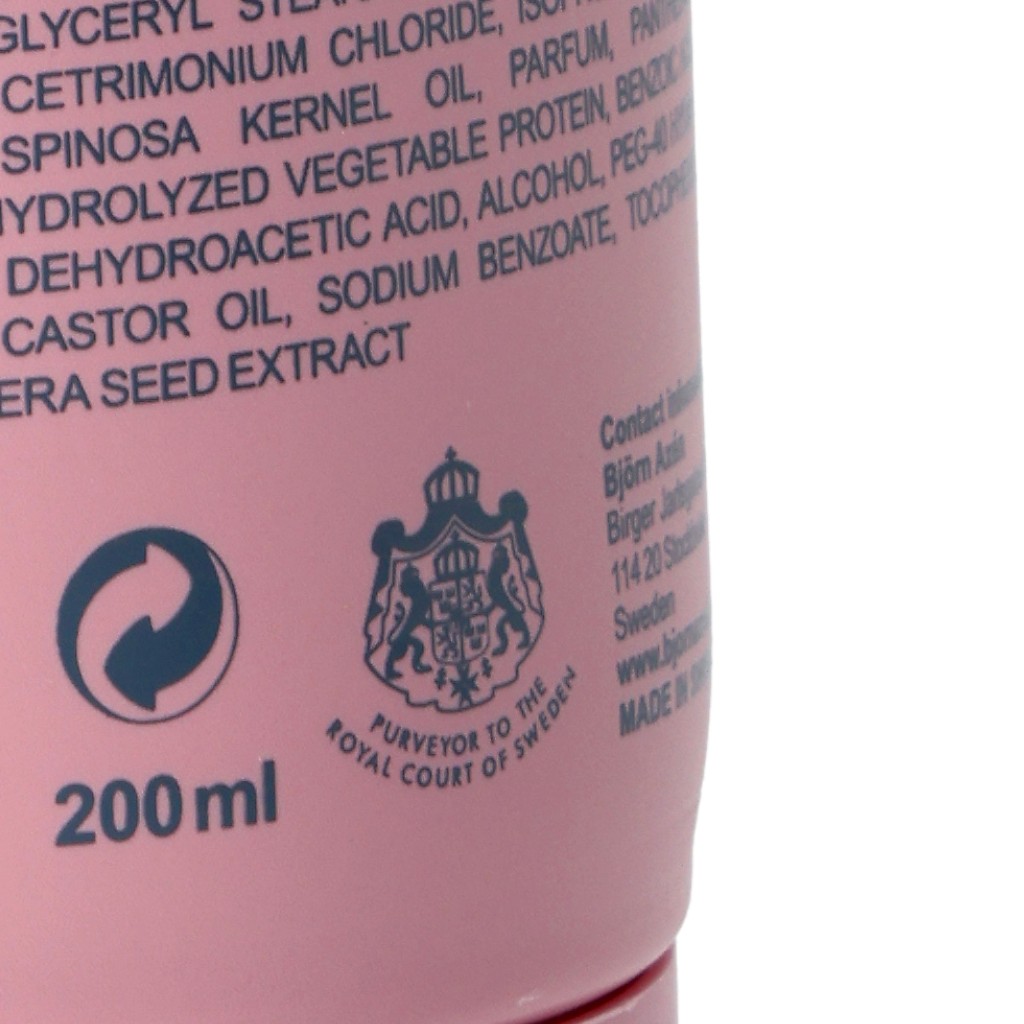 GLYCERYL
CETRIMONIUM CHLORIDE,
SPINOSA KERNEL OIL, PARFUM,
HYDROLYZED VEGETABLE PROTEIN, BENZOIC
DEHYDROACETIC ACID, ALCOHOL, PEG-40
CASTOR OIL, SODIUM BENZOATE,
SEED EXTRACT
Contact
Björn Axén
Birger
114 20
Sweden
MADE IN
PURVEYOR TO THE
ROYAL COURT OF SWEDEN
200 ml